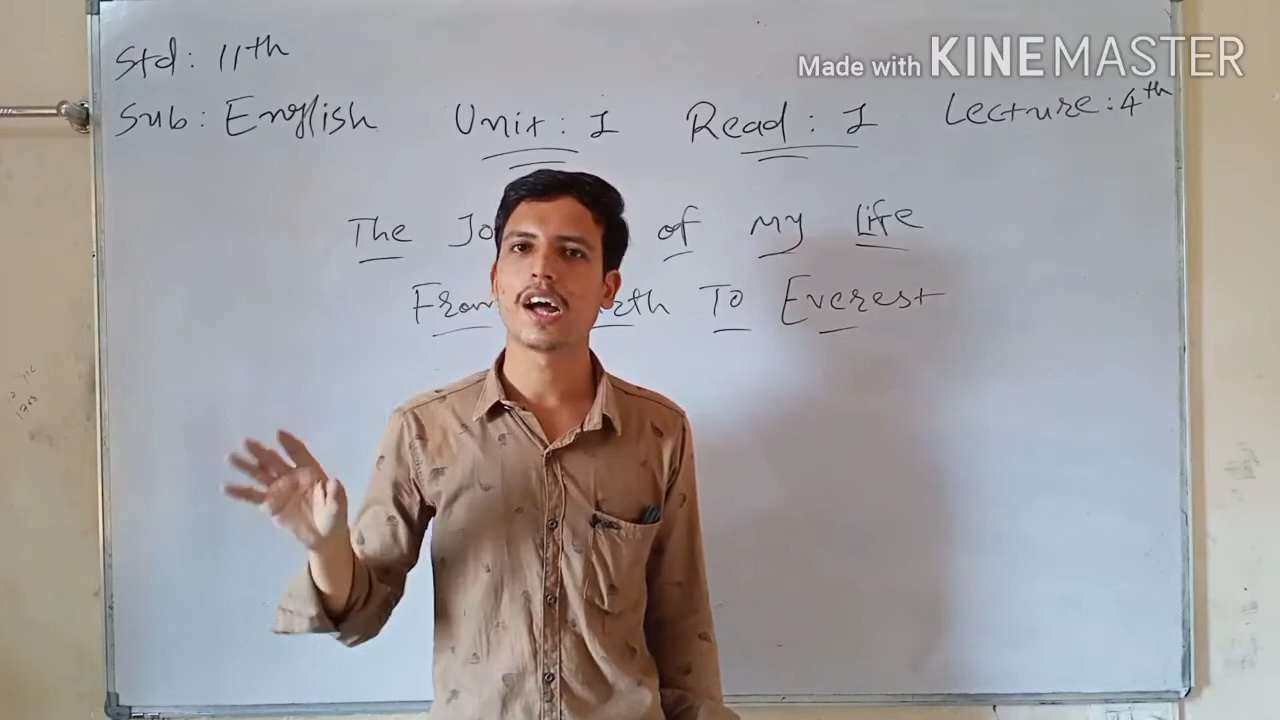 Std: 11th
Made with KINEMASTER
Sub: English Unit: I Read: I Lecture: 4th
The of My Life
To Everest